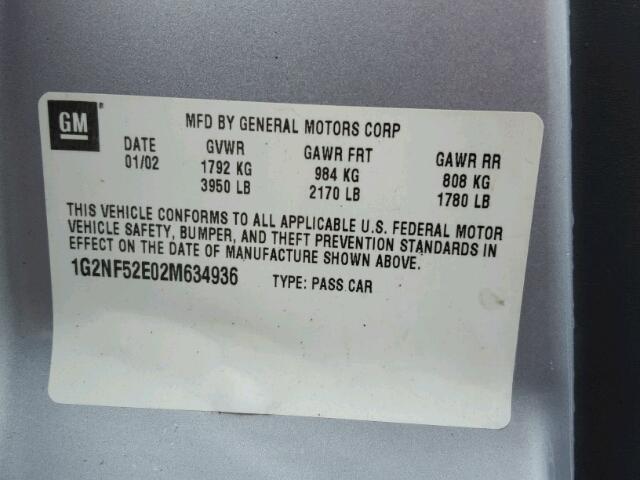 GM
MFD BY GENERAL MOTORS CORP
DATE GVWR GAWR FRT GAWR RR
01/02 1792 KG 984 KG 808 KG
3950 LB 2170 LB 1780 LB
THIS VEHICLE CONFORMS TO ALL APPLICABLE U.S. FEDERAL MOTOR
VEHICLE SAFETY, BUMPER, AND THEFT PREVENTION STANDARDS IN
EFFECT ON THE DATE OF MANUFACTURE SHOWN ABOVE.
1G2NF52E02M634936 TYPE: PASS CAR